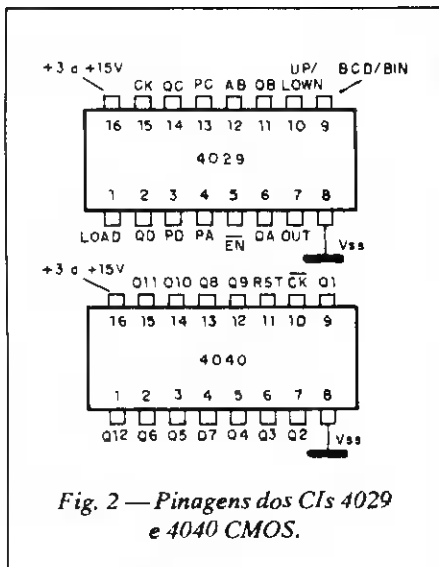 UP/ BCD/BIN
+3 a +15V CK QC PC AB QB LOWN
16 15 14 13 12 11 10 9
4029
1 2 3 4 5 6 7 8
LOAD QD PD PA EN QA OUT Vss
+3 a +15V Q11 Q10 Q8 Q9 RST CK Q1
16 15 14 13 12 11 10 9
4040
1 2 3 4 5 6 7 8
Q12 Q6 Q5 Q7 Q4 Q3 Q2 Vss
Fig. 2 — Pinagens dos CIs 4029
e 4040 CMOS.